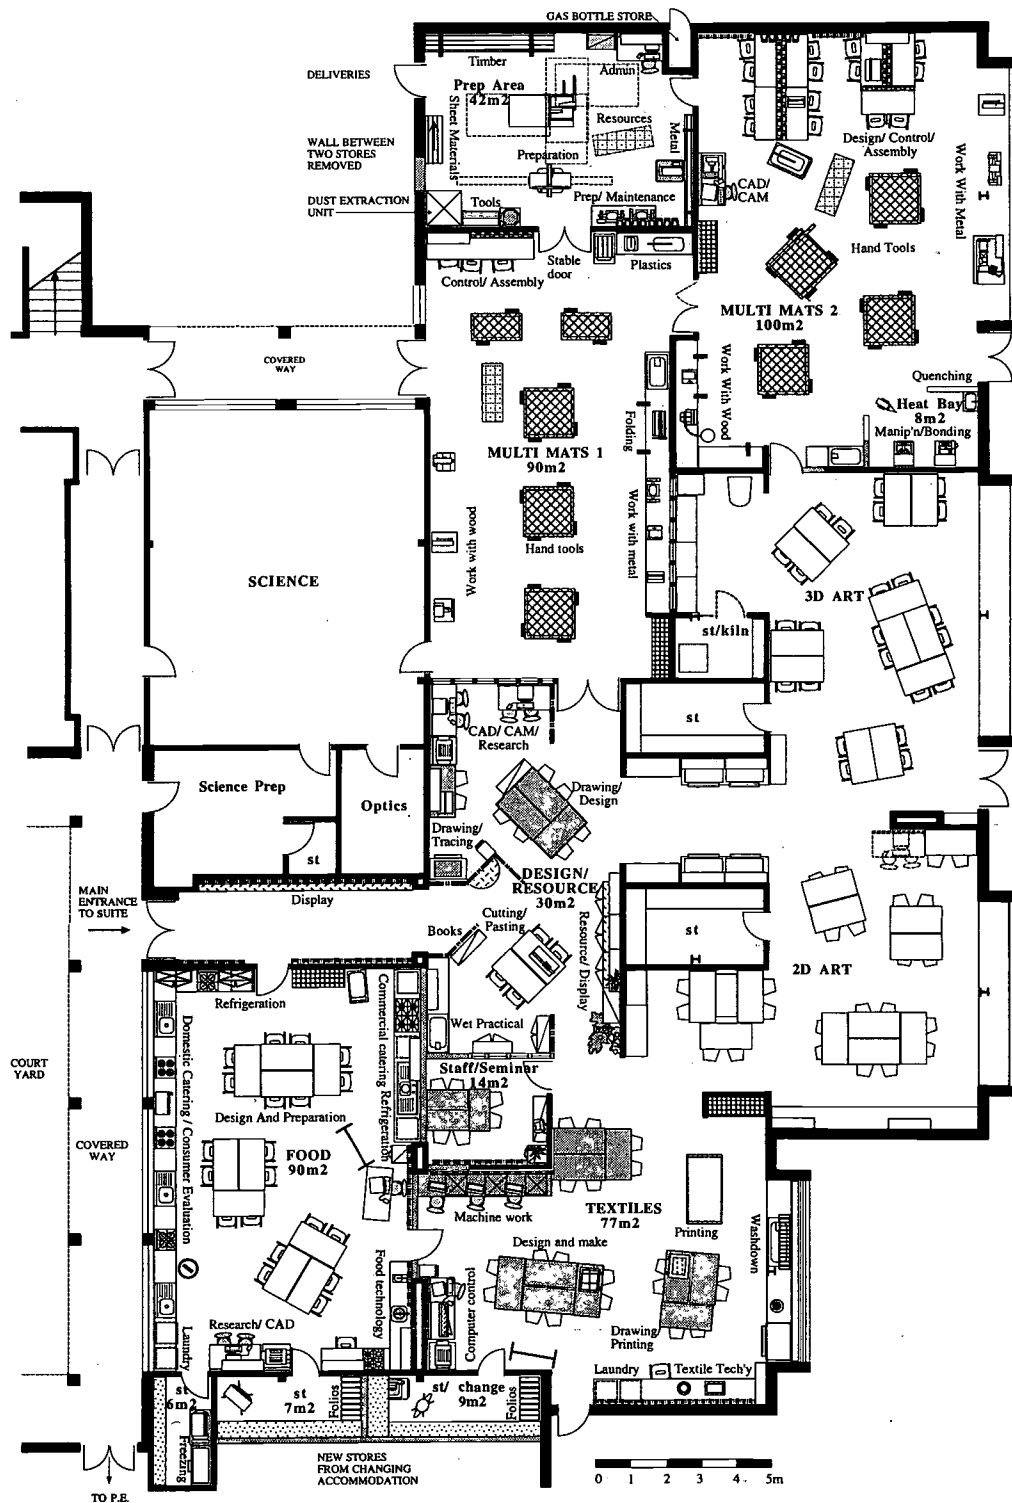 GAS BOTTLE STORE
DELIVERIES
Timber
Prep Area
42m2
Admin
Sheet Materials
Resources
Metal
WALL BETWEEN
TWO STORES
REMOVED
Preparation
DUST EXTRACTION
UNIT
Tools
Prep/ Maintenance
Design/ Control/
Assembly
Work With Metal
CAD/
CAM
Hand Tools
Control/ Assembly
Stable
door
Plastics
MULTI MATS 2
100m2
COVERED
WAY
Work With Wood
Quenching
Heat Bay
8m2
Manip'n/Bonding
Folding
MULTI MATS 1
90m2
Work with wood
Hand tools
Work with metal
SCIENCE
3D ART
st/kiln
st
CAD/ CAM/
Research
Science Prep
Optics
st
Drawing/
Design
Drawing/
Tracing
DESIGN/
RESOURCE
30m2
MAIN
ENTRANCE
TO SUITE
Display
Books
Cutting/
Pasting
Resource/ Display
st
2D ART
Refrigeration
Commercial catering Refrigeration
Domestic Catering / Consumer Evaluation
Wet Practical
COURT
YARD
Staff/Seminar
14m2
Design And Preparation
COVERED
WAY
FOOD
90m2
Machine work
TEXTILES
77m2
Printing
Washdown
Design and make
Food technology
Computer control
Research/ CAD
Laundry
Drawing/
Printing
Laundry
Textile Tech'y
st
6m2
st
7m2
Folios
st/ change
9m2
Folios
Freezing
NEW STORES
FROM CHANGING
ACCOMMODATION
0 1 2 3 4 5m
TO P.E.